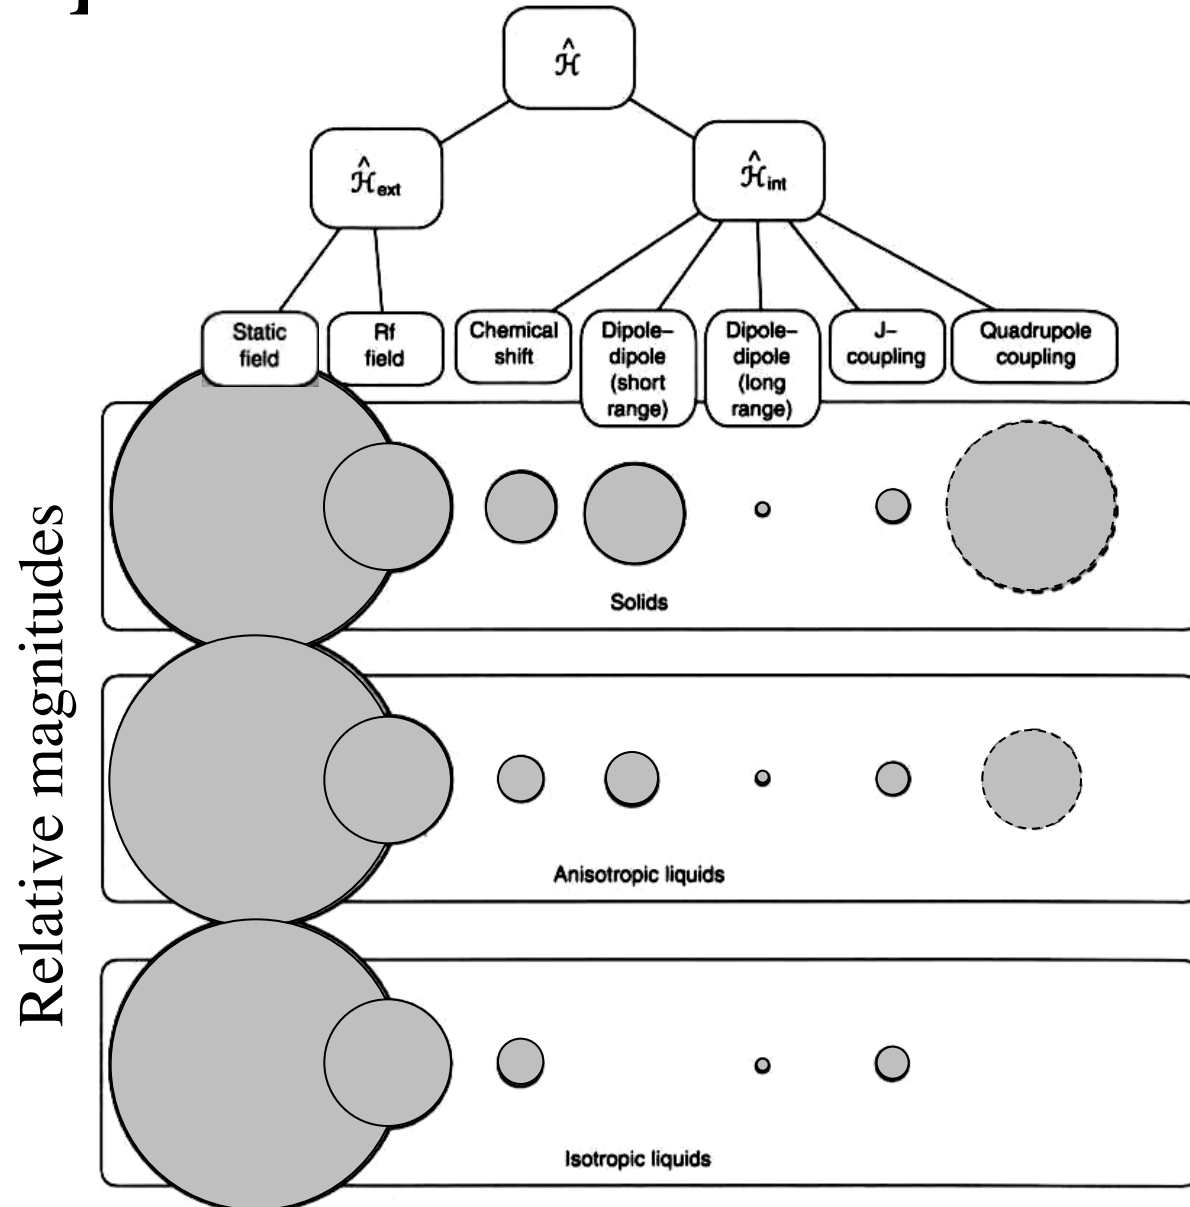 ]
Ĥ
Ĥext
Ĥint
Static
field
Rf
field
Chemical
shift
Dipole–
dipole
(short
range)
Dipole–
dipole
(long
range)
J–
coupling
Quadrupole
coupling
Relative magnitudes
Solids
Anisotropic liquids
Isotropic liquids